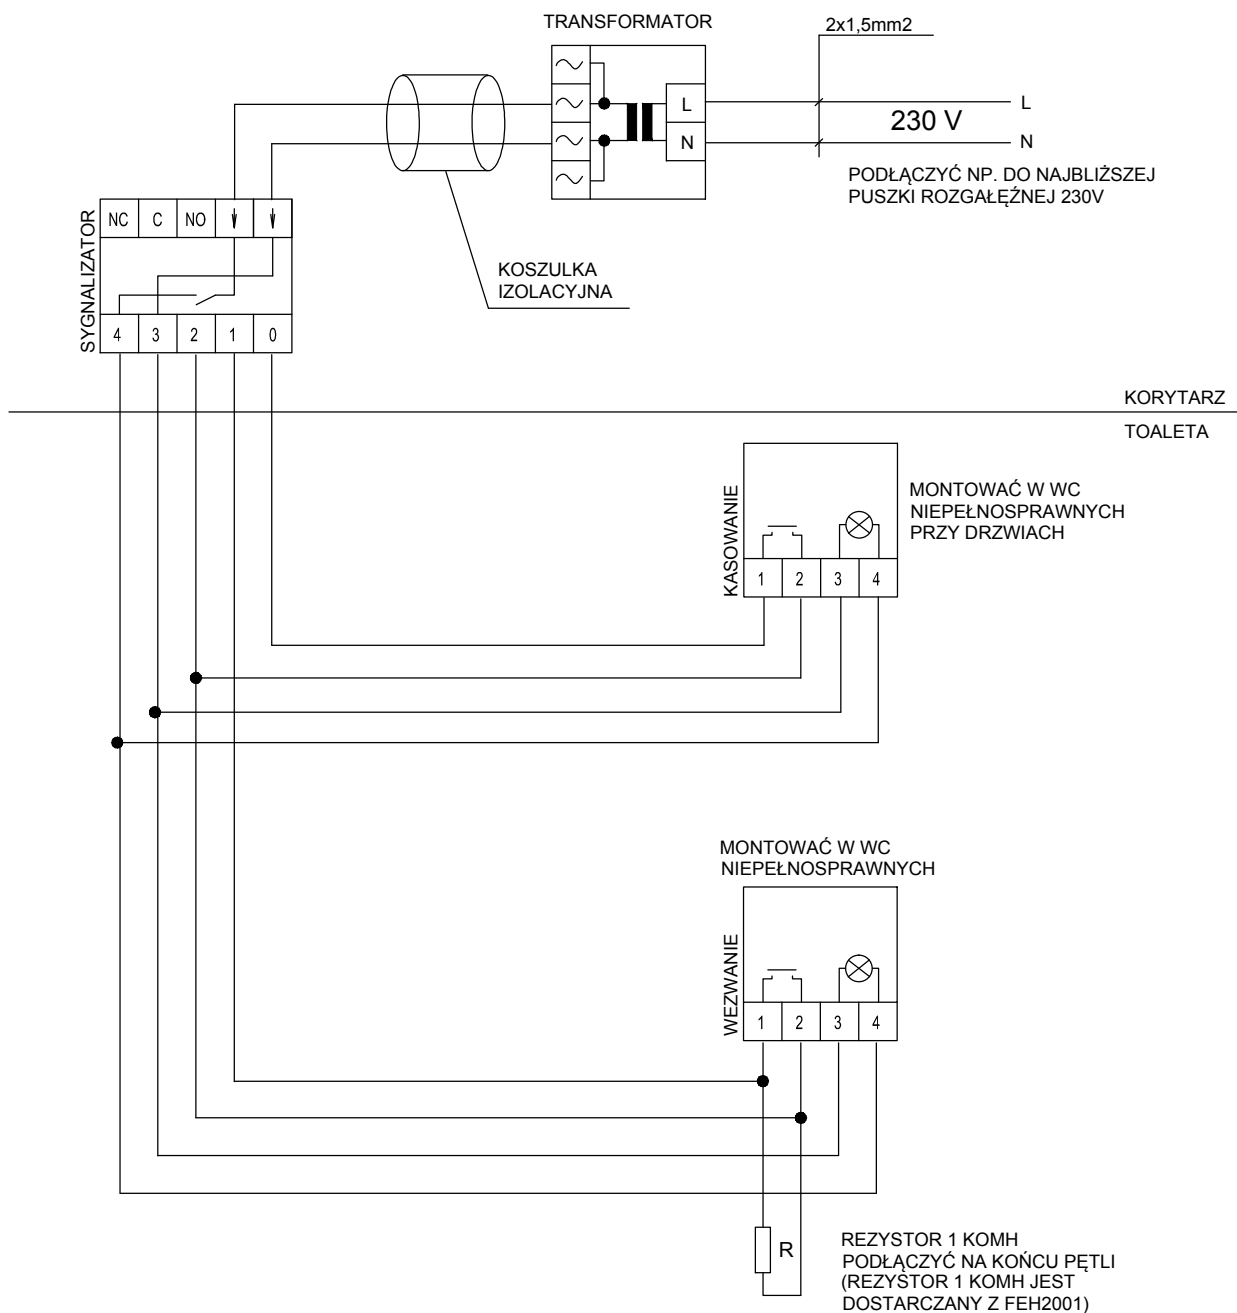 TRANSFORMATOR
2x1,5mm2
L
N
230 V
L
N
PODŁĄCZYĆ NP. DO NAJBLIŻSZEJ
PUSZKI ROZGAŁĘŹNEJ 230V
SYGNALIZATOR
NC C NO
4 3 2 1 0
KOSZULKA
IZOLACYJNA
KORYTARZ
TOALETA
KASOWANIE
1 2 3 4
MONTOWAĆ W WC
NIEPEŁNOSPRAWNYCH
PRZY DRZWIACH
MONTOWAĆ W WC
NIEPEŁNOSPRAWNYCH
WEZWANIE
1 2 3 4
R
REZYSTOR 1 KOMH
PODŁĄCZYĆ NA KOŃCU PĘTLI
(REZYSTOR 1 KOMH JEST
DOSTARCZANY Z FEH2001)